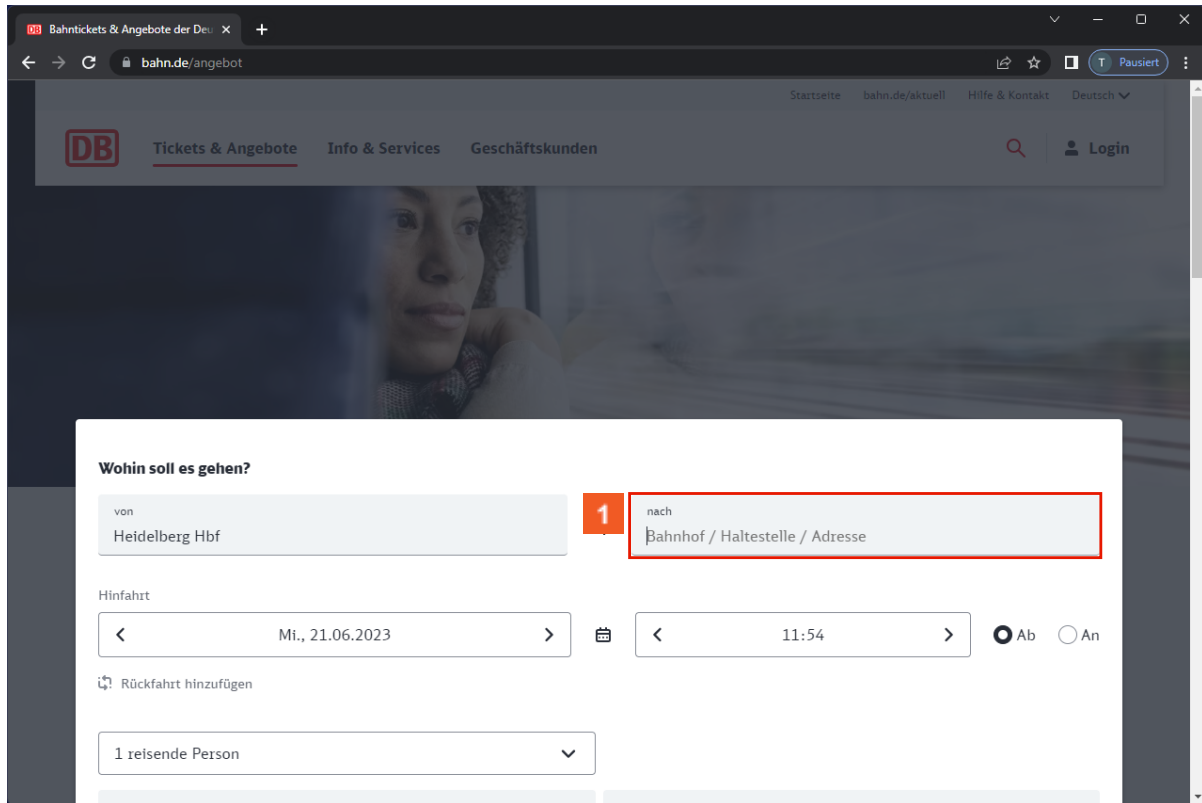 DB Bahntickets & Angebote der Deu
bahn.de/angebot
T Pausiert
Startseite bahn.de/aktuell Hilfe & Kontakt Deutsch
DB Tickets & Angebote Info & Services Geschäftskunden Login
Wohin soll es gehen?
von
Heidelberg Hbf
1
nach
Bahnhof / Haltestelle / Adresse
Hinfahrt
Mi., 21.06.2023 11:54 Ab An
Rückfahrt hinzufügen
1 reisende Person